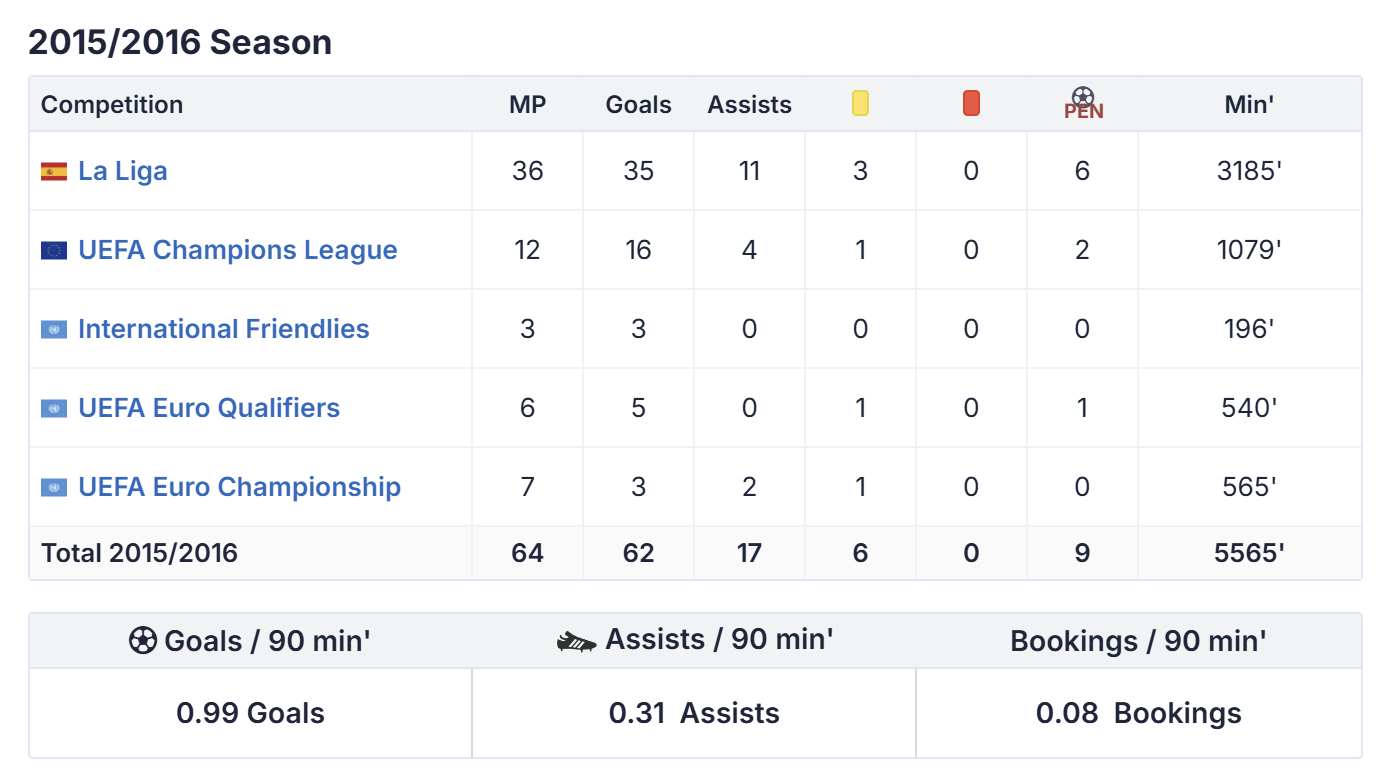 2015/2016 Season
Competition MP Goals Assists PEN Min'
La Liga 36 35 11 3 0 6 3185'
UEFA Champions League 12 16 4 1 0 2 1079'
International Friendlies 3 3 0 0 0 0 196'
UEFA Euro Qualifiers 6 5 0 1 0 1 540'
UEFA Euro Championship 7 3 2 1 0 0 565'
Total 2015/2016 64 62 17 6 0 9 5565'
Goals / 90 min' Assists / 90 min' Bookings / 90 min'
0.99 Goals 0.31 Assists 0.08 Bookings